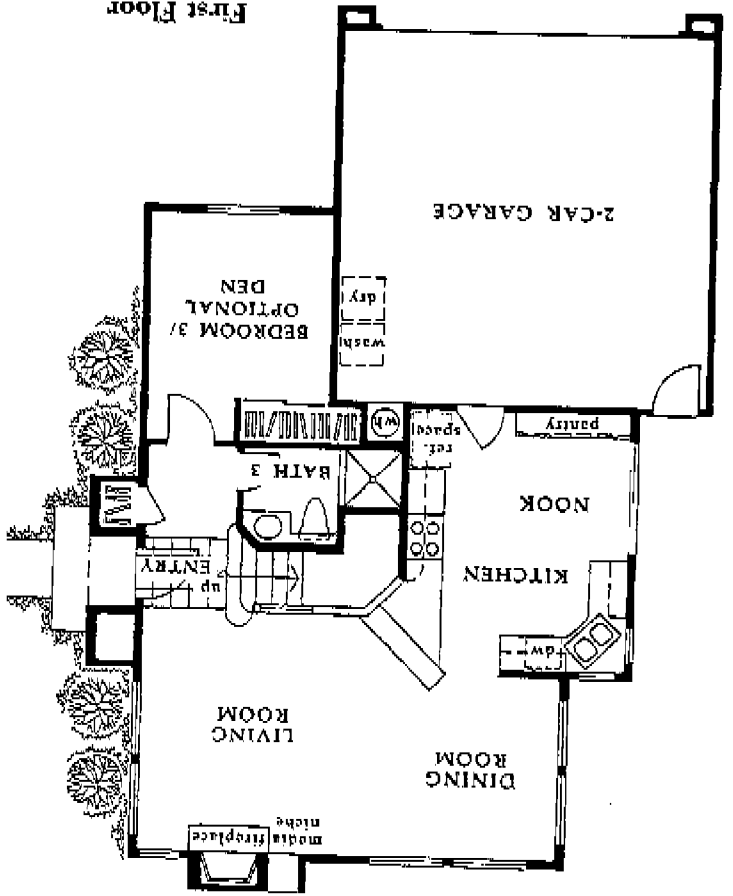 media fireplace
niche
DINING
ROOM
LIVING
ROOM
dw
KITCHEN
up
ENTRY
NOOK
BATH 3
ref.
space
wh
pantry
BEDROOM 3/
OPTIONAL
DEN
wash
dry
2-CAR GARAGE
First Floor